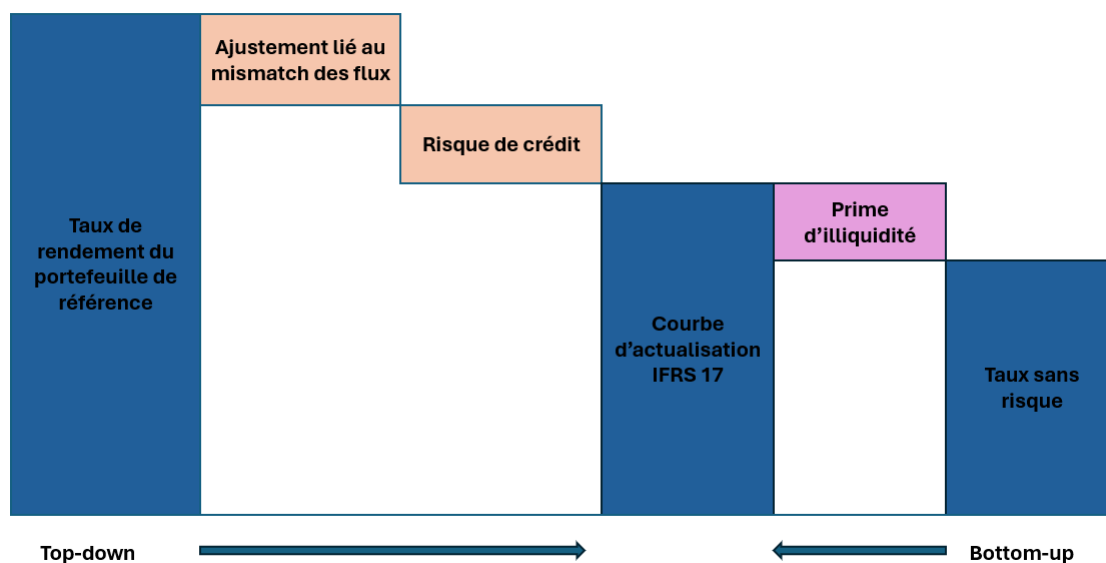 Ajustement lié au
mismatch des flux
Risque de crédit
Taux de
rendement du
portefeuille de
référence
Prime
d'illiquidité
Courbe
d'actualisation
IFRS 17
Taux sans
risque
Top-down
Bottom-up